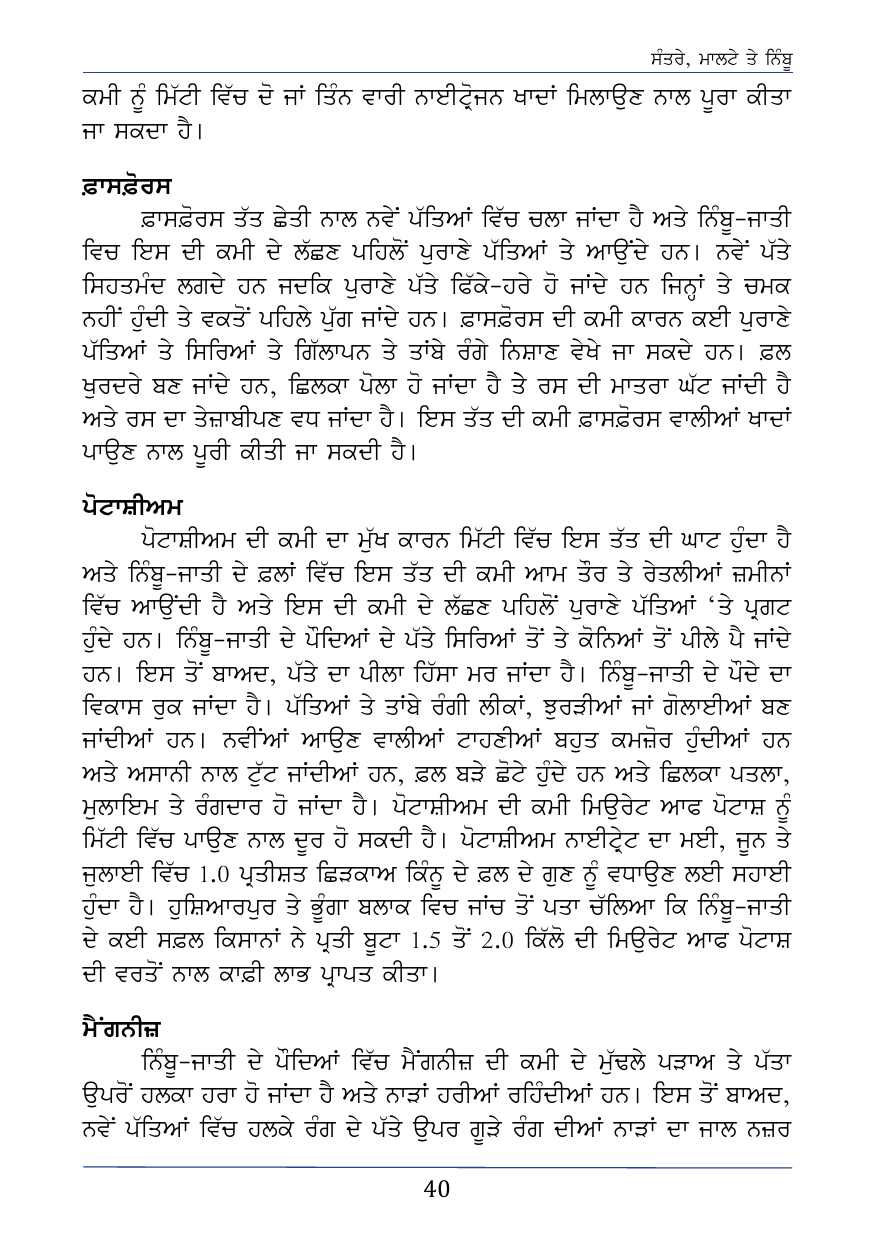 ਸੰਤਰੇ, ਮਾਲਟੇ ਤੇ ਨਿੰਬੂ
ਕਮੀ ਨੂੰ ਮਿੱਟੀ ਵਿੱਚ ਦੋ ਜਾਂ ਤਿੰਨ ਵਾਰੀ ਨਾਈਟ੍ਰੋਜਨ ਖਾਦਾਂ ਮਿਲਾਉਣ ਨਾਲ ਪੂਰਾ ਕੀਤਾ
ਜਾ ਸਕਦਾ ਹੈ।
ਫ਼ਾਸਫ਼ੋਰਸ
ਫ਼ਾਸਫ਼ੋਰਸ ਤੱਤ ਛੇਤੀ ਨਾਲ ਨਵੇਂ ਪੱਤਿਆਂ ਵਿੱਚ ਚਲਾ ਜਾਂਦਾ ਹੈ ਅਤੇ ਨਿੰਬੂ-ਜਾਤੀ
ਵਿਚ ਇਸ ਦੀ ਕਮੀ ਦੇ ਲੱਛਣ ਪਹਿਲੋਂ ਪੁਰਾਣੇ ਪੱਤਿਆਂ ਤੇ ਆਉਂਦੇ ਹਨ। ਨਵੇਂ ਪੱਤੇ
ਸਿਹਤਮੰਦ ਲਗਦੇ ਹਨ ਜਦਕਿ ਪੁਰਾਣੇ ਪੱਤੇ ਫਿੱਕੇ-ਹਰੇ ਹੋ ਜਾਂਦੇ ਹਨ ਜਿਨ੍ਹਾਂ ਤੇ ਚਮਕ
ਨਹੀਂ ਹੁੰਦੀ ਤੇ ਵਕਤੋਂ ਪਹਿਲੇ ਪੁੱਗ ਜਾਂਦੇ ਹਨ। ਫ਼ਾਸਫ਼ੋਰਸ ਦੀ ਕਮੀ ਕਾਰਨ ਕਈ ਪੁਰਾਣੇ
ਪੱਤਿਆਂ ਤੇ ਸਿਰਿਆਂ ਤੇ ਗਿੱਲਾਪਨ ਤੇ ਤਾਂਬੇ ਰੰਗੇ ਨਿਸ਼ਾਣ ਵੇਖੇ ਜਾ ਸਕਦੇ ਹਨ। ਫ਼ਲ
ਖੁਰਦਰੇ ਬਣ ਜਾਂਦੇ ਹਨ, ਛਿਲਕਾ ਪੋਲਾ ਹੋ ਜਾਂਦਾ ਹੈ ਤੇ ਰਸ ਦੀ ਮਾਤਰਾ ਘੱਟ ਜਾਂਦੀ ਹੈ
ਅਤੇ ਰਸ ਦਾ ਤੇਜ਼ਾਬੀਪਣ ਵਧ ਜਾਂਦਾ ਹੈ। ਇਸ ਤੱਤ ਦੀ ਕਮੀ ਫ਼ਾਸਫ਼ੋਰਸ ਵਾਲੀਆਂ ਖਾਦਾਂ
ਪਾਉਣ ਨਾਲ ਪੂਰੀ ਕੀਤੀ ਜਾ ਸਕਦੀ ਹੈ।
ਪੋਟਾਸ਼ੀਅਮ
ਪੋਟਾਸ਼ੀਅਮ ਦੀ ਕਮੀ ਦਾ ਮੁੱਖ ਕਾਰਨ ਮਿੱਟੀ ਵਿੱਚ ਇਸ ਤੱਤ ਦੀ ਘਾਟ ਹੁੰਦਾ ਹੈ
ਅਤੇ ਨਿੰਬੂ-ਜਾਤੀ ਦੇ ਫ਼ਲਾਂ ਵਿੱਚ ਇਸ ਤੱਤ ਦੀ ਕਮੀ ਆਮ ਤੌਰ ਤੇ ਰੇਤਲੀਆਂ ਜ਼ਮੀਨਾਂ
ਵਿੱਚ ਆਉਂਦੀ ਹੈ ਅਤੇ ਇਸ ਦੀ ਕਮੀ ਦੇ ਲੱਛਣ ਪਹਿਲੋਂ ਪੁਰਾਣੇ ਪੱਤਿਆਂ ‘ਤੇ ਪ੍ਰਗਟ
ਹੁੰਦੇ ਹਨ। ਨਿੰਬੂ-ਜਾਤੀ ਦੇ ਪੌਦਿਆਂ ਦੇ ਪੱਤੇ ਸਿਰਿਆਂ ਤੋਂ ਤੇ ਕੋਨਿਆਂ ਤੋਂ ਪੀਲੇ ਪੈ ਜਾਂਦੇ
ਹਨ। ਇਸ ਤੋਂ ਬਾਅਦ, ਪੱਤੇ ਦਾ ਪੀਲਾ ਹਿੱਸਾ ਮਰ ਜਾਂਦਾ ਹੈ। ਨਿੰਬੂ-ਜਾਤੀ ਦੇ ਪੌਦੇ ਦਾ
ਵਿਕਾਸ ਰੁਕ ਜਾਂਦਾ ਹੈ। ਪੱਤਿਆਂ ਤੇ ਤਾਂਬੇ ਰੰਗੀ ਲੀਕਾਂ, ਝੁਰੜੀਆਂ ਜਾਂ ਗੋਲਾਈਆਂ ਬਣ
ਜਾਂਦੀਆਂ ਹਨ। ਨਵੀਂਆਂ ਆਉਣ ਵਾਲੀਆਂ ਟਾਹਣੀਆਂ ਬਹੁਤ ਕਮਜ਼ੋਰ ਹੁੰਦੀਆਂ ਹਨ
ਅਤੇ ਅਸਾਨੀ ਨਾਲ ਟੁੱਟ ਜਾਂਦੀਆਂ ਹਨ, ਫ਼ਲ ਬੜੇ ਛੋਟੇ ਹੁੰਦੇ ਹਨ ਅਤੇ ਛਿਲਕਾ ਪਤਲਾ,
ਮੁਲਾਇਮ ਤੇ ਰੰਗਦਾਰ ਹੋ ਜਾਂਦਾ ਹੈ। ਪੋਟਾਸ਼ੀਅਮ ਦੀ ਕਮੀ ਮਿਉਰੇਟ ਆਫ ਪੋਟਾਸ਼ ਨੂੰ
ਮਿੱਟੀ ਵਿੱਚ ਪਾਉਣ ਨਾਲ ਦੂਰ ਹੋ ਸਕਦੀ ਹੈ। ਪੋਟਾਸ਼ੀਅਮ ਨਾਈਟ੍ਰੇਟ ਦਾ ਮਈ, ਜੂਨ ਤੇ
ਜੁਲਾਈ ਵਿੱਚ 1.0 ਪ੍ਰਤੀਸ਼ਤ ਛਿੜਕਾਅ ਕਿੰਨੂ ਦੇ ਫ਼ਲ ਦੇ ਗੁਣ ਨੂੰ ਵਧਾਉਣ ਲਈ ਸਹਾਈ
ਹੁੰਦਾ ਹੈ। ਹੁਸ਼ਿਆਰਪੁਰ ਤੇ ਭੂੰਗਾ ਬਲਾਕ ਵਿਚ ਜਾਂਚ ਤੋਂ ਪਤਾ ਚੱਲਿਆ ਕਿ ਨਿੰਬੂ-ਜਾਤੀ
ਦੇ ਕਈ ਸਫ਼ਲ ਕਿਸਾਨਾਂ ਨੇ ਪ੍ਰਤੀ ਬੂਟਾ 1.5 ਤੋਂ 2.0 ਕਿੱਲੋ ਦੀ ਮਿਉਰੇਟ ਆਫ ਪੋਟਾਸ਼
ਦੀ ਵਰਤੋਂ ਨਾਲ ਕਾਫ਼ੀ ਲਾਭ ਪ੍ਰਾਪਤ ਕੀਤਾ।
ਮੈਂਗਨੀਜ਼
ਨਿੰਬੂ-ਜਾਤੀ ਦੇ ਪੌਦਿਆਂ ਵਿੱਚ ਮੈਂਗਨੀਜ਼ ਦੀ ਕਮੀ ਦੇ ਮੁੱਢਲੇ ਪੜਾਅ ਤੇ ਪੱਤਾ
ਉਪਰੋਂ ਹਲਕਾ ਹਰਾ ਹੋ ਜਾਂਦਾ ਹੈ ਅਤੇ ਨਾੜਾਂ ਹਰੀਆਂ ਰਹਿੰਦੀਆਂ ਹਨ। ਇਸ ਤੋਂ ਬਾਅਦ,
ਨਵੇਂ ਪੱਤਿਆਂ ਵਿੱਚ ਹਲਕੇ ਰੰਗ ਦੇ ਪੱਤੇ ਉਪਰ ਗੂੜੇ ਰੰਗ ਦੀਆਂ ਨਾੜਾਂ ਦਾ ਜਾਲ ਨਜ਼ਰ
40